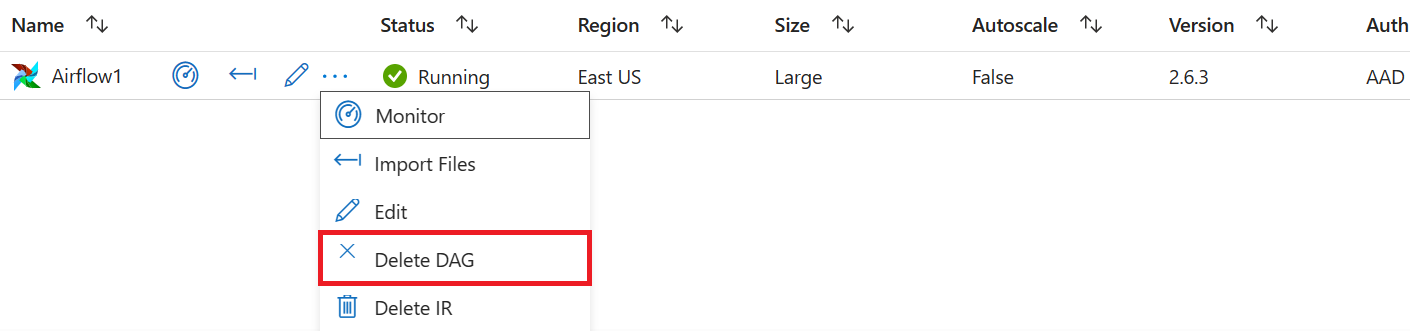 Name Status Region Size Autoscale Version Auth
Airflow1 Running East US Large False 2.6.3 AAD
Monitor
Import Files
Edit
Delete DAG
Delete IR